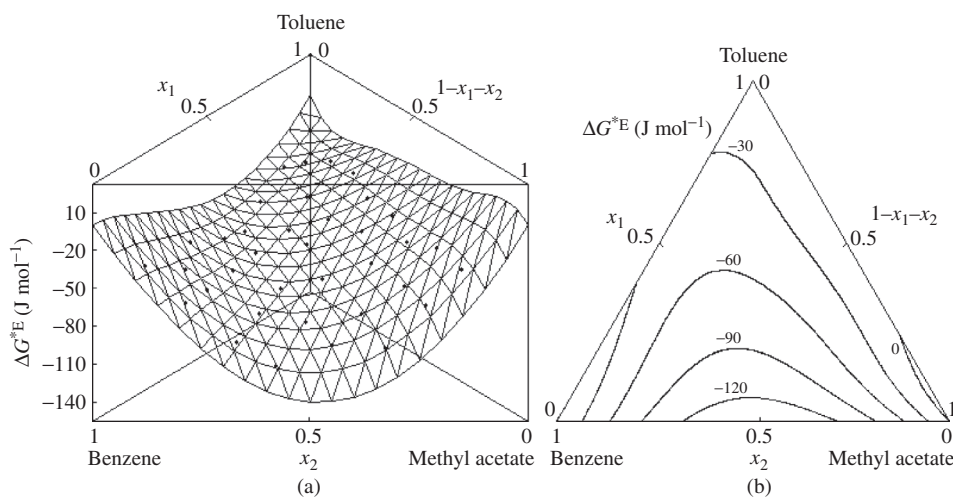 Toluene
1 0
x1
1–x1–x2
0.5
0.5
0
1
10
−20
−50
−80
−110
−140
ΔG*E (J mol−1)
1
0.5
0
Benzene
x2
Methyl acetate
(a)
Toluene
1 0
ΔG*E (J mol−1)
−30
x1
1–x1–x2
0.5
0.5
−60
−90
0
−120
0
1
1
0.5
0
Benzene
x2
Methyl acetate
(b)